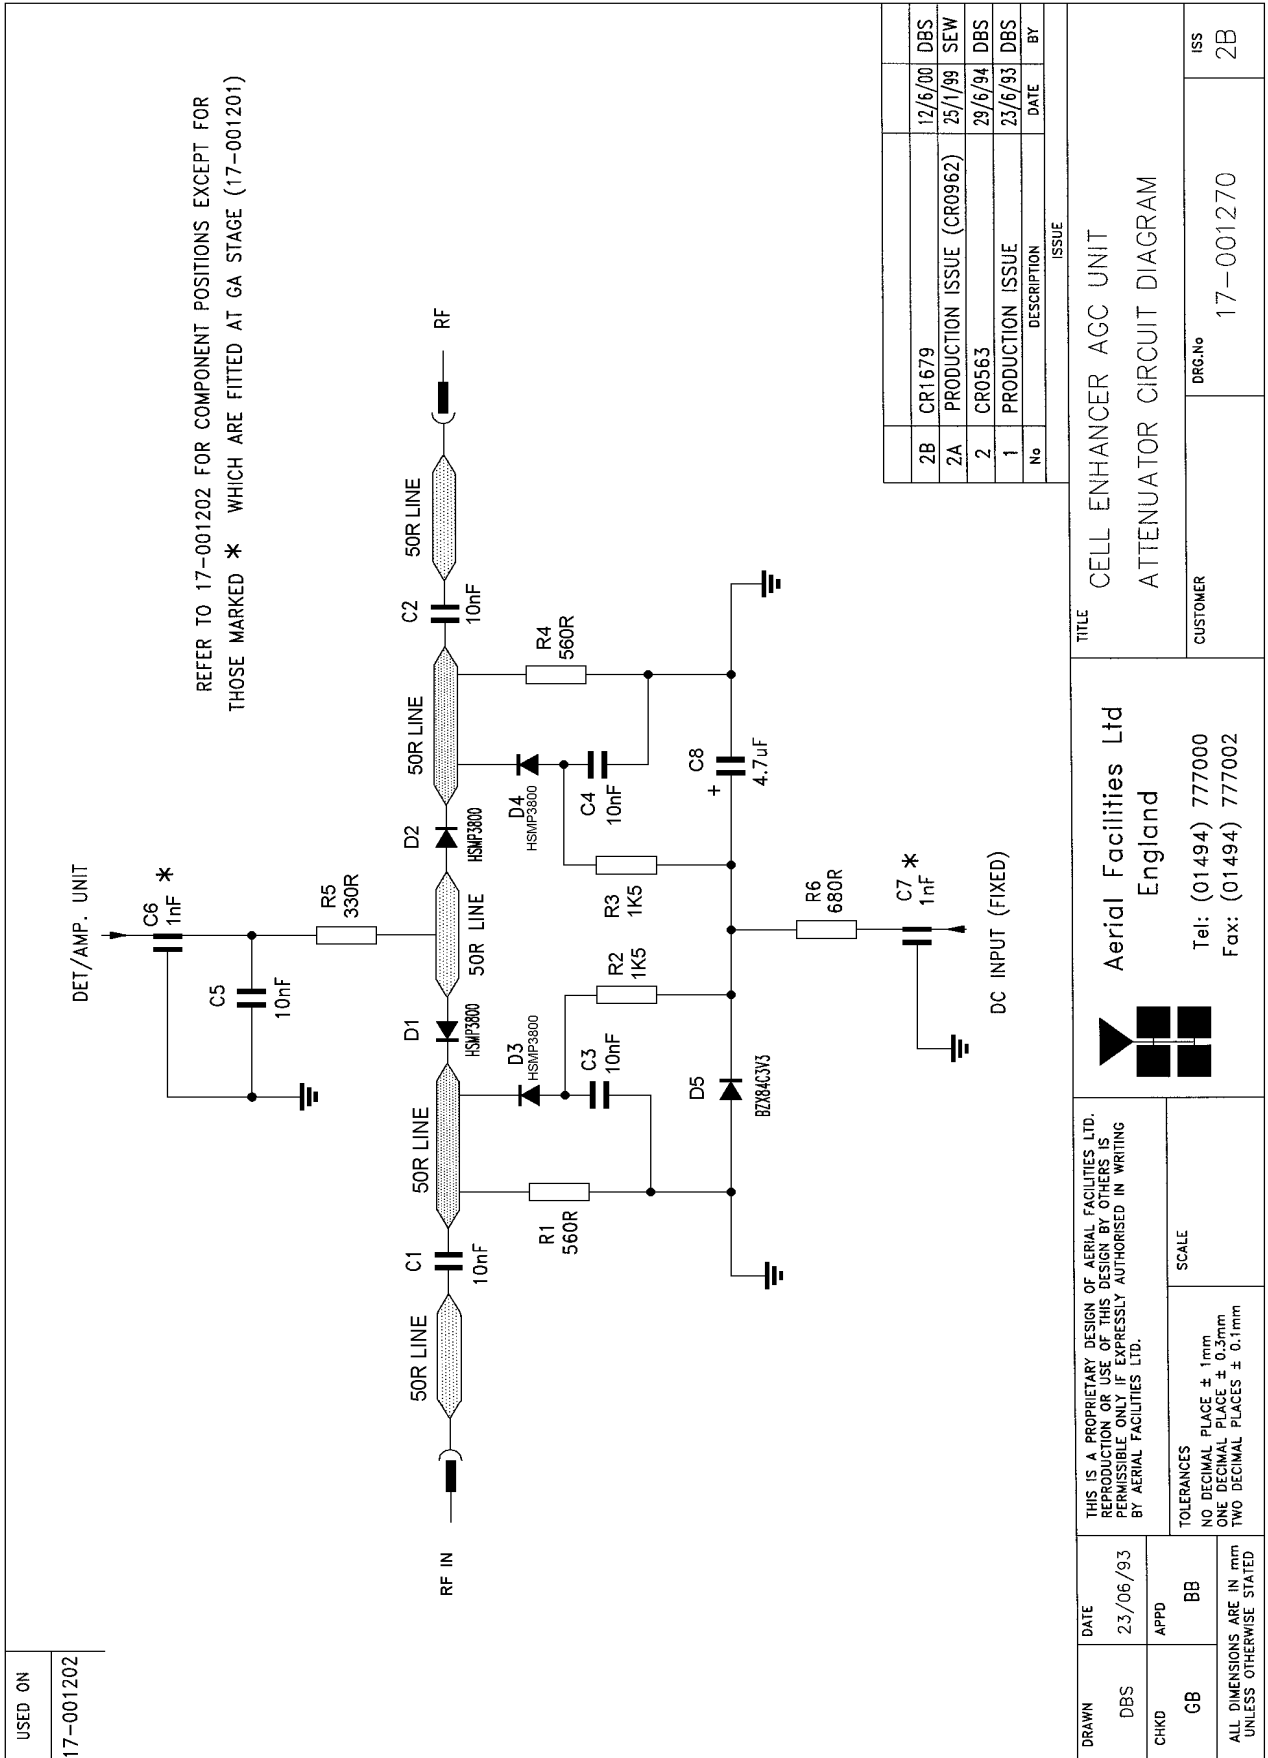 USED ON
17-001202
REFER TO 17-001202 FOR COMPONENT POSITIONS EXCEPT FOR
THOSE MARKED * WHICH ARE FITTED AT GA STAGE (17-001201)
DET/AMP. UNIT
C6 *
1nF
C5
10nF
R5
330R
RF IN
50R LINE
C1
10nF
50R LINE
D1
HSMP3800
50R LINE
D2
HSMP3800
50R LINE
C2
10nF
50R LINE
RF
R1
560R
D3
HSMP3800
C3
10nF
R2
1K5
R3
1K5
D4
HSMP3800
C4
10nF
R4
560R
D5
BZX84C3V3
C8
+
4.7uF
R6
680R
C7 *
1nF
DC INPUT (FIXED)
2B CR1679 12/6/00 DBS
2A PRODUCTION ISSUE (CR0962) 25/1/99 SEW
2 CR0563 29/6/94 DBS
1 PRODUCTION ISSUE 23/6/93 DBS
No DESCRIPTION DATE BY
ISSUE
DRAWN
DBS
DATE
23/06/93
CHKD
GB
APPD
BB
ALL DIMENSIONS ARE IN mm
UNLESS OTHERWISE STATED
THIS IS A PROPRIETARY DESIGN OF AERIAL FACILITIES LTD.
REPRODUCTION OR USE OF THIS DESIGN BY OTHERS IS
PERMISSIBLE ONLY IF EXPRESSLY AUTHORISED IN WRITING
BY AERIAL FACILITIES LTD.
TOLERANCES
NO DECIMAL PLACE ± 1mm
ONE DECIMAL PLACE ± 0.3mm
TWO DECIMAL PLACES ± 0.1mm
SCALE
Aerial Facilities Ltd
England
Tel: (01494) 777000
Fax: (01494) 777002
TITLE
CELL ENHANCER AGC UNIT
ATTENUATOR CIRCUIT DIAGRAM
CUSTOMER
DRG.No
17-001270
ISS
2B